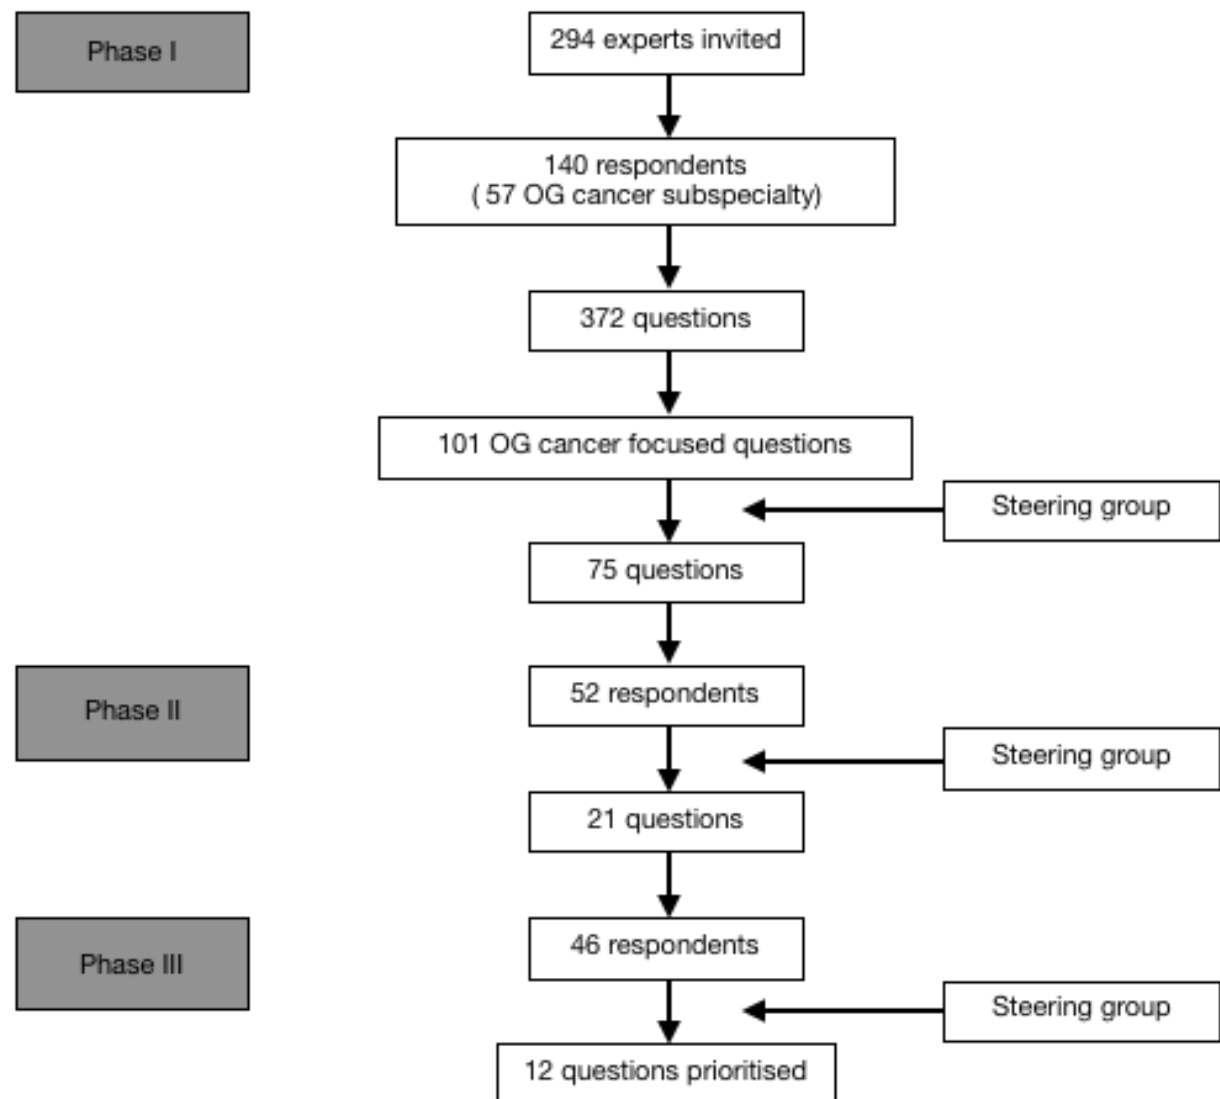 Phase I
294 experts invited
140 respondents
( 57 OG cancer subspecialty)
372 questions
101 OG cancer focused questions
Steering group
75 questions
Phase II
52 respondents
Steering group
21 questions
Phase III
46 respondents
Steering group
12 questions prioritised